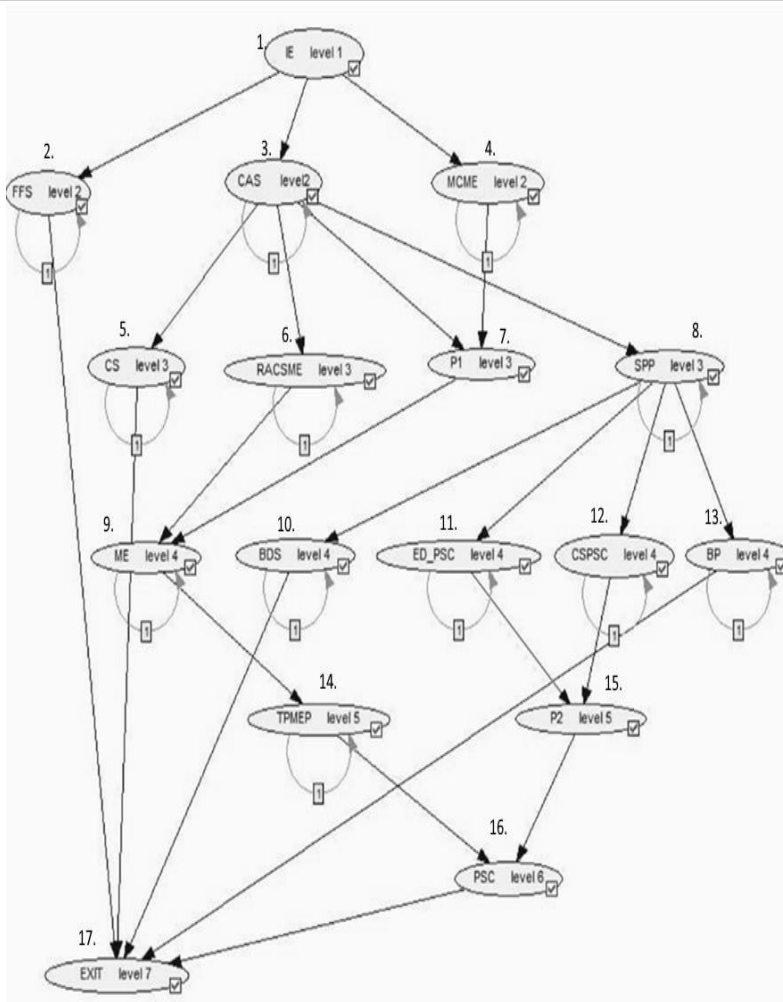 1.
IE level 1
2.
3.
4.
FFS level 2
CAS level2
MCME level 2
1
1
1
5.
6.
7.
8.
CS level 3
RACSME level 3
P1 level 3
SPP level 3
1
1
1
9.
10.
11.
12.
13.
ME level 4
BDS level 4
ED_PSC level 4
CSPSC level 4
BP level 4
1
1
1
1
1
14.
15.
TPMEP level 5
P2 level 5
1
16.
PSC level 6
17.
EXIT level 7